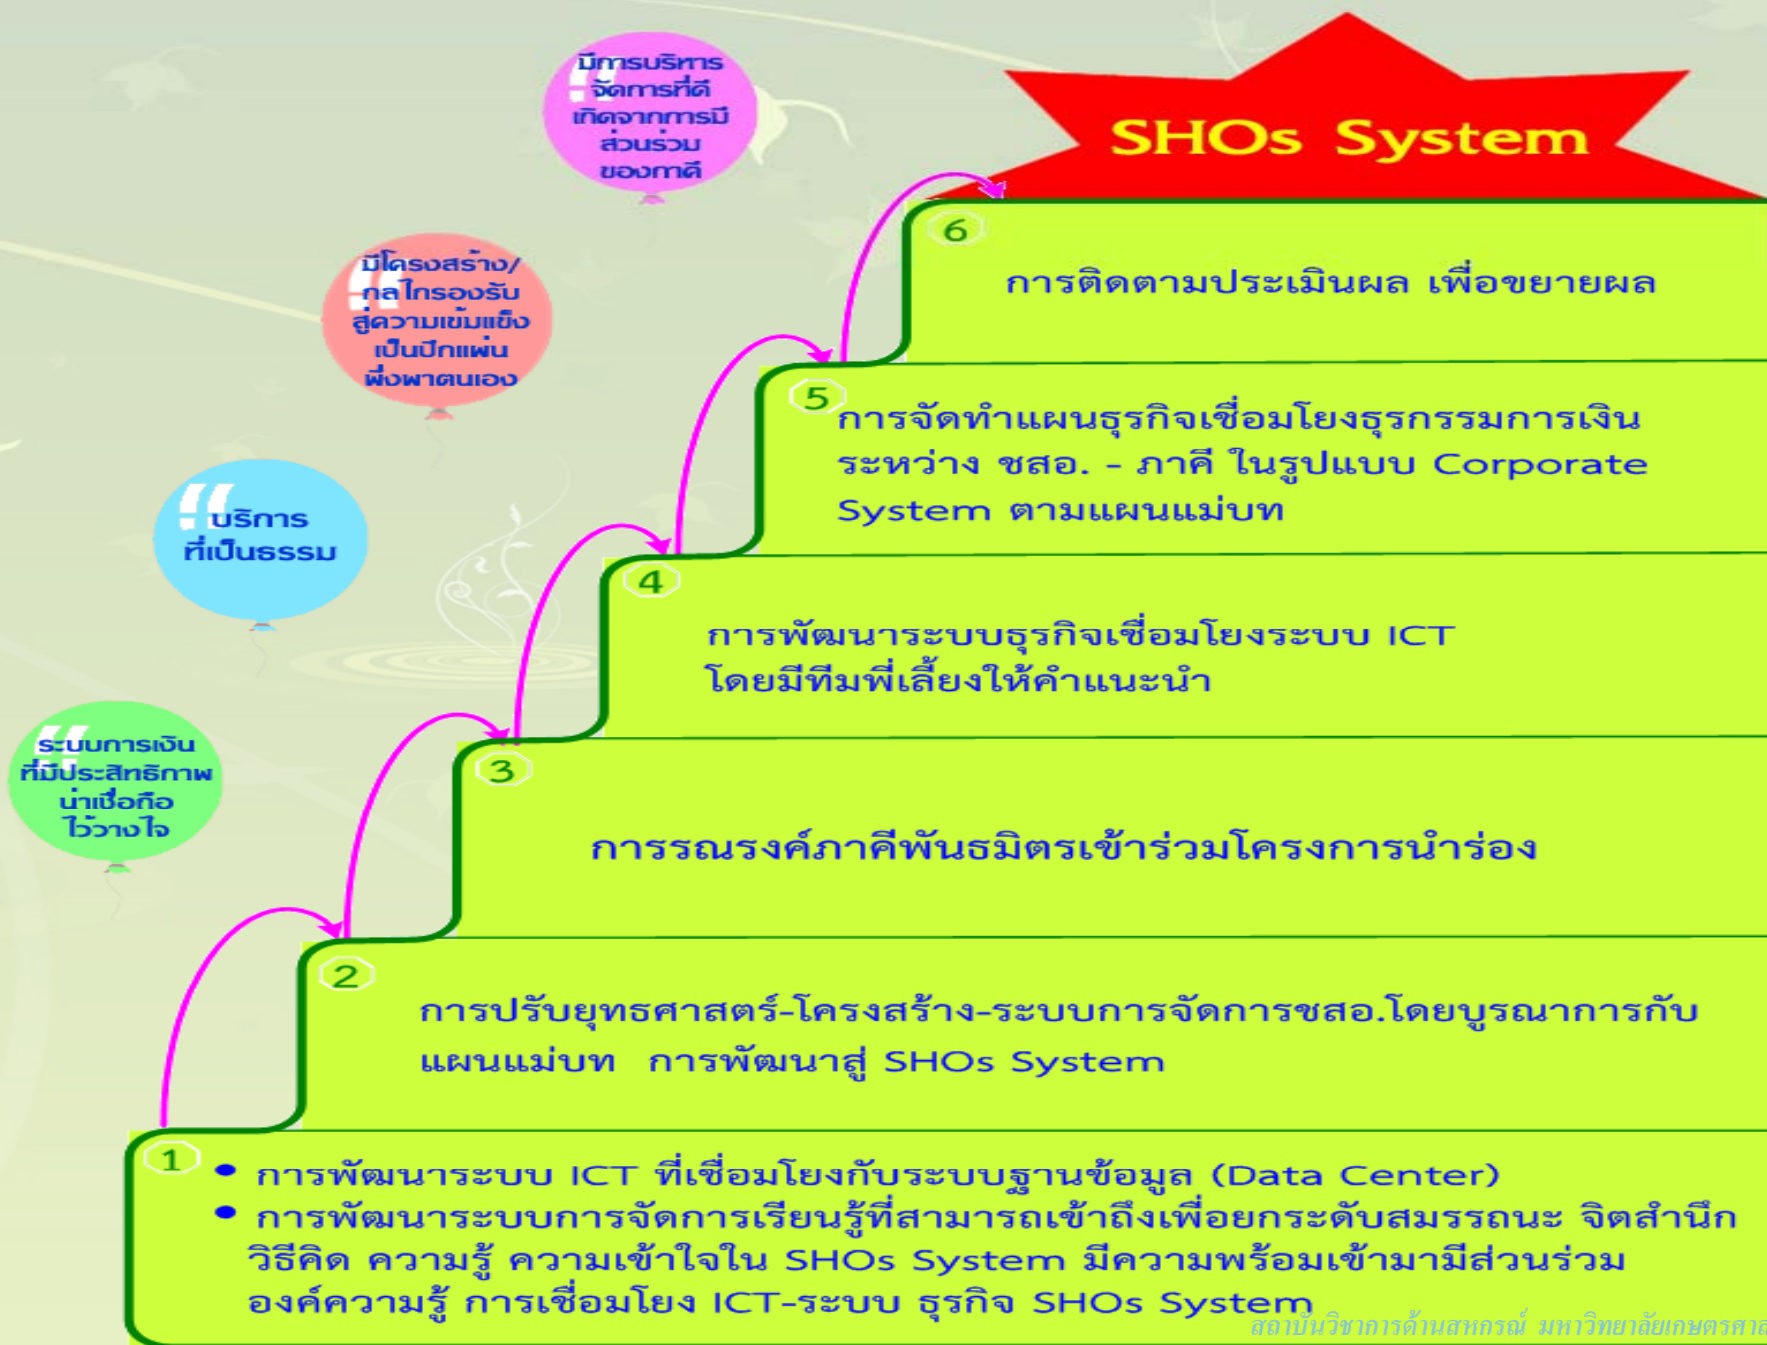 SHOs System
มีการบริหาร
จัดการที่ดี
เกิดจากการมี
ส่วนร่วม
ของภาคี
มีโครงสร้าง/
กลไกรองรับ
สู่ความเข้มแข็ง
เป็นปึกแผ่น
พึ่งพาตนเอง
บริการ
ที่เป็นธรรม
ระบบการเงิน
ที่มีประสิทธิภาพ
น่าเชื่อถือ
ไว้วางใจ
6
การติดตามประเมินผล เพื่อขยายผล
5
การจัดทำแผนธุรกิจเชื่อมโยงธุรกรรมการเงิน
ระหว่าง ชสอ. - ภาคี ในรูปแบบ Corporate
System ตามแผนแม่บท
4
การพัฒนาระบบธุรกิจเชื่อมโยงระบบ ICT
โดยมีทีมพี่เลี้ยงให้คำแนะนำ
3
การรณรงค์ภาคีพันธมิตรเข้าร่วมโครงการนำร่อง
2
การปรับยุทธศาสตร์-โครงสร้าง-ระบบการจัดการชสอ.โดยบูรณาการกับ
แผนแม่บท การพัฒนาสู่ SHOs System
1
• การพัฒนาระบบ ICT ที่เชื่อมโยงกับระบบฐานข้อมูล (Data Center)
• การพัฒนาระบบการจัดการเรียนรู้ที่สามารถเข้าถึงเพื่อยกระดับสมรรถนะ จิตสำนึก
วิธีคิด ความรู้ ความเข้าใจใน SHOs System มีความพร้อมเข้ามามีส่วนร่วม
องค์ความรู้ การเชื่อมโยง ICT-ระบบ ธุรกิจ SHOs System
สถาบันวิชาการด้านสหกรณ์ มหาวิทยาลัยเกษตรศาส